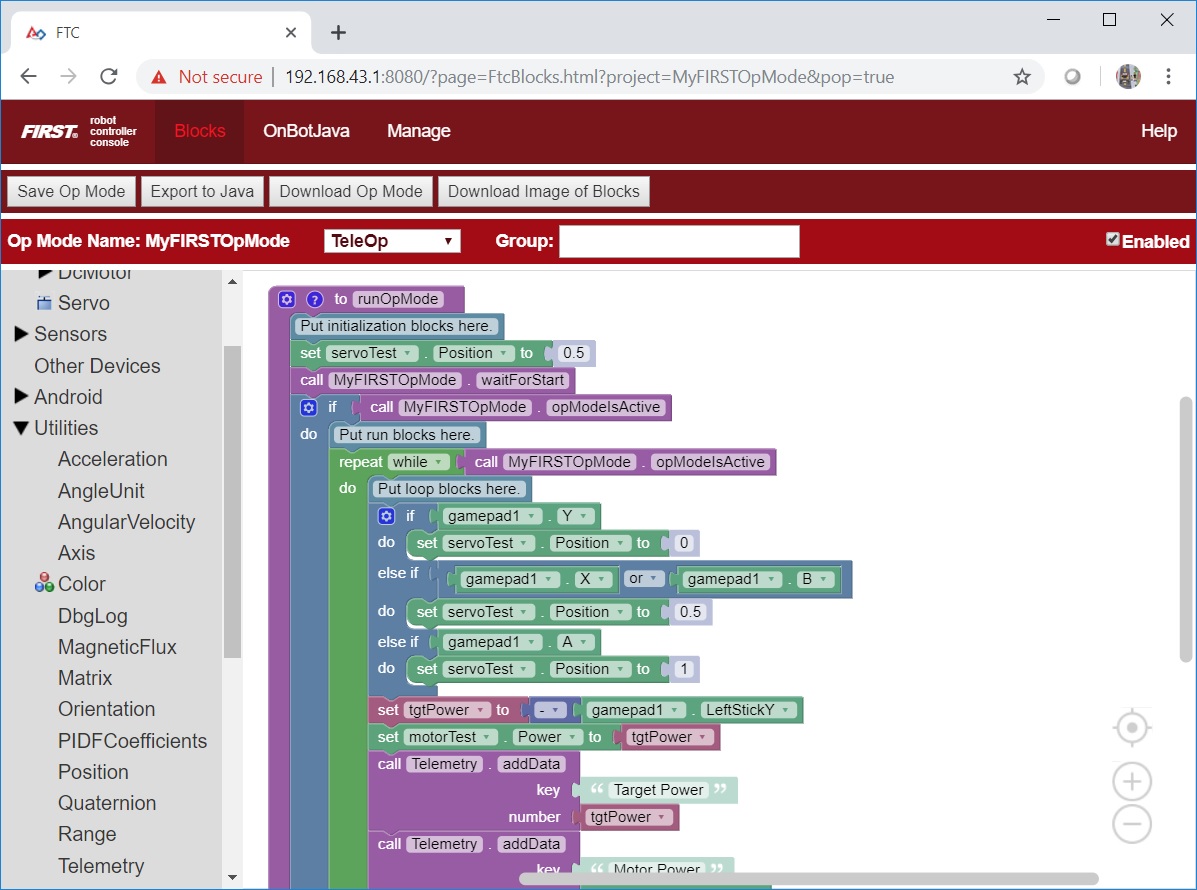 FTC
Not secure | 192.168.43.1:8080/?page=FtcBlocks.html?project=MyFIRSTOpMode&pop=true
FIRST® robot controller console Blocks OnBotJava Manage Help
Save Op Mode Export to Java Download Op Mode Download Image of Blocks
Op Mode Name: MyFIRSTOpMode TeleOp Group: Enabled
DcMotor
Servo
Sensors
Other Devices
Android
Utilities
Acceleration
AngleUnit
AngularVelocity
Axis
Color
DbgLog
MagneticFlux
Matrix
Orientation
PIDFCoefficients
Position
Quaternion
Range
Telemetry
? to runOpMode
Put initialization blocks here.
set servoTest . Position to 0.5
call MyFIRSTOpMode . waitForStart
if call MyFIRSTOpMode . opModeIsActive
do Put run blocks here.
repeat while call MyFIRSTOpMode . opModeIsActive
do Put loop blocks here.
if gamepad1 . Y
do set servoTest . Position to 0
else if gamepad1 . X or gamepad1 . B
do set servoTest . Position to 0.5
else if gamepad1 . A
do set servoTest . Position to 1
set tgtPower to - gamepad1 . LeftStickY
set motorTest . Power to tgtPower
call Telemetry . addData
key “ Target Power ”
number tgtPower
call Telemetry . addData
key “ Motor Power ”